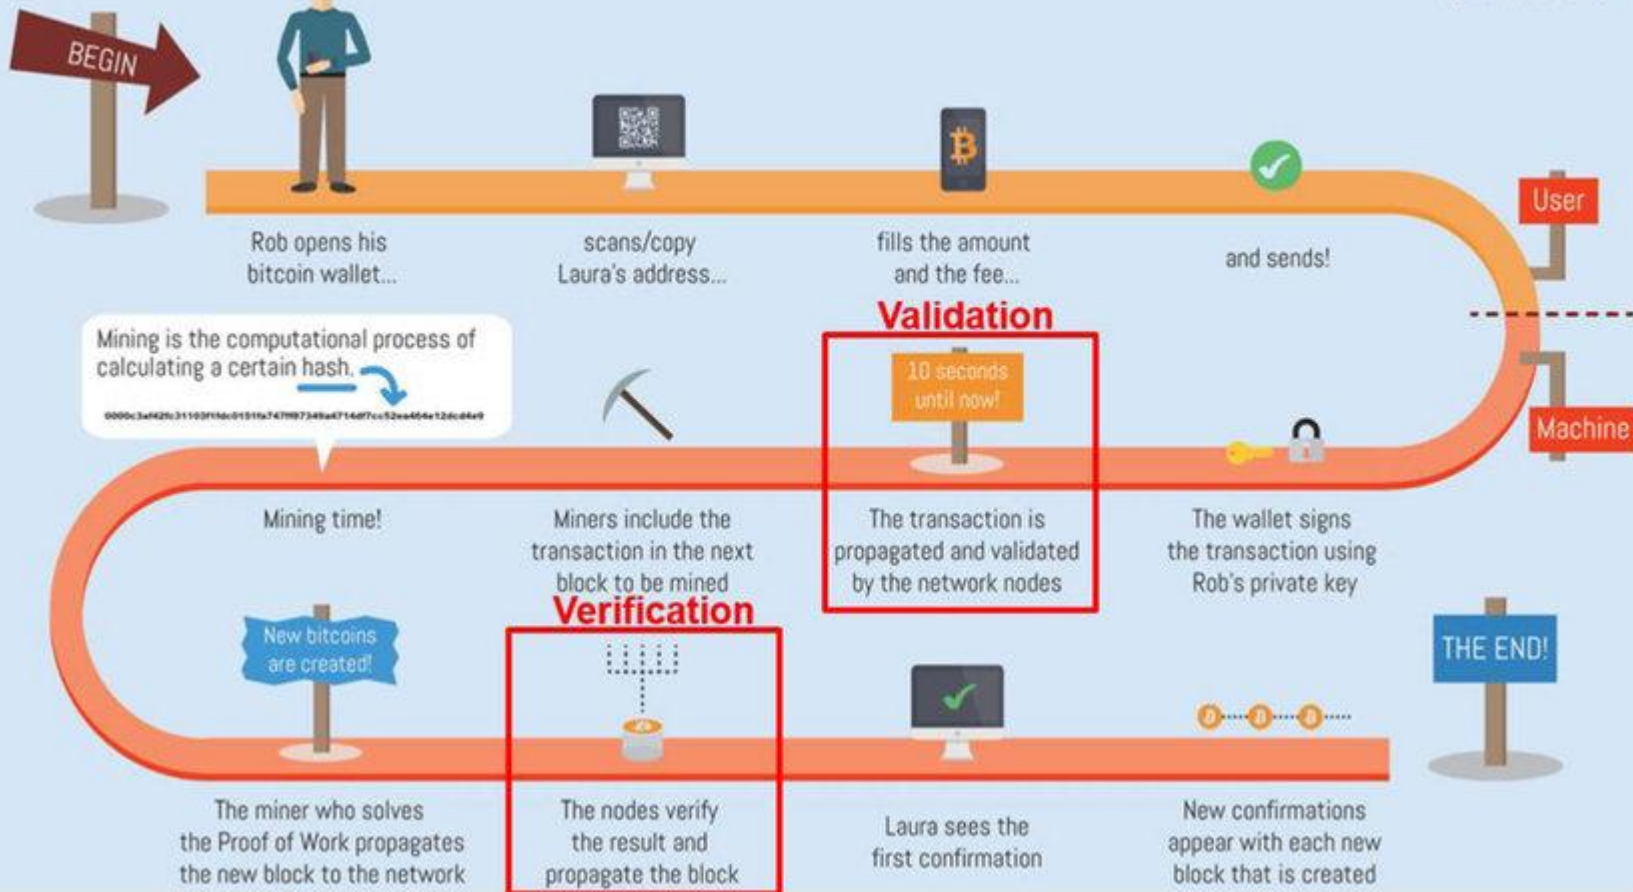 BEGIN
Rob opens his
bitcoin wallet...
scans/copy
Laura's address...
fills the amount
and the fee...
and sends!
User
Machine
The wallet signs
the transaction using
Rob's private key
Validation
10 seconds
until now!
The transaction is
propagated and validated
by the network nodes
Miners include the
transaction in the next
block to be mined
Mining is the computational process of
calculating a certain hash.
Mining time!
New bitcoins
are created!
The miner who solves
the Proof of Work propagates
the new block to the network
Verification
The nodes verify
the result and
propagate the block
Laura sees the
first confirmation
New confirmations
appear with each new
block that is created
THE END!